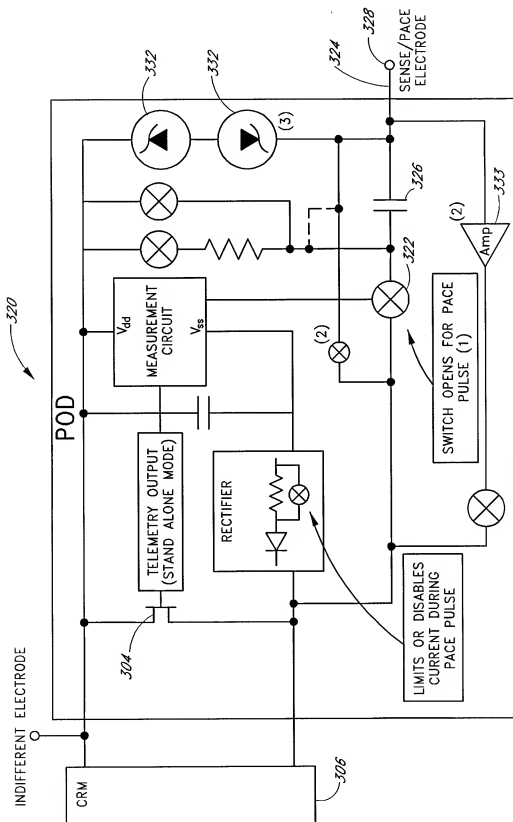 320
INDIFFERENT ELECTRODE
CRM
306
POD
304
TELEMETRY OUTPUT
(STAND ALONE MODE)
Vdd
MEASUREMENT
CIRCUIT
Vss
RECTIFIER
LIMITS OR DISABLES
CURRENT DURING
PACE PULSE
(2)
322
SWITCH OPENS FOR PACE
PULSE (1)
332
332
(3)
326
324
328
SENSE/PACE
ELECTRODE
(2)
Amp
333